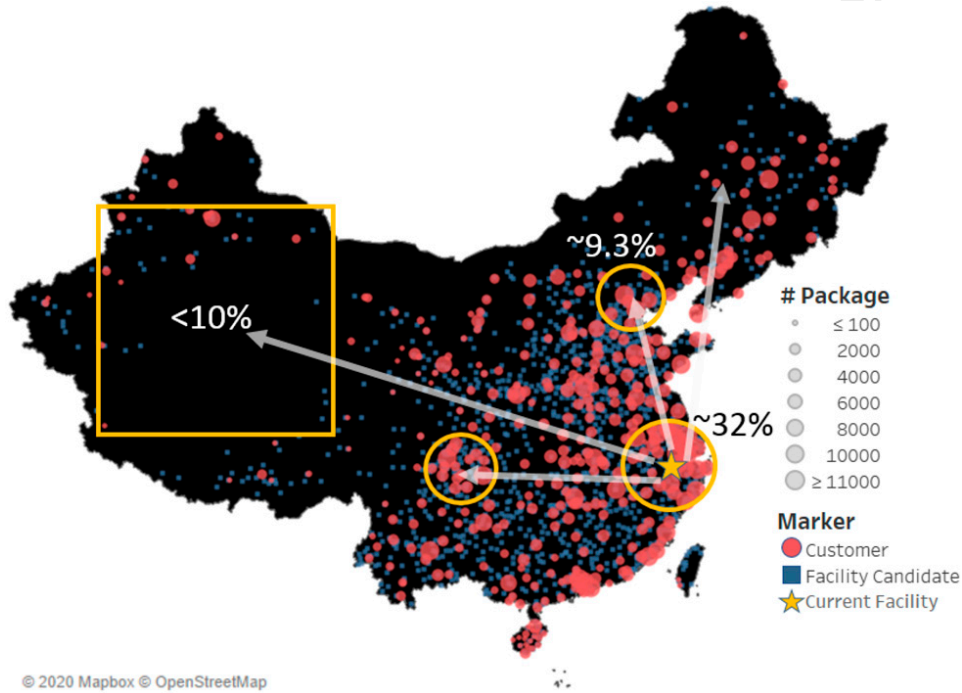 ~9.3%
<10%
~32%
# Package
≤ 100
2000
4000
6000
8000
10000
≥ 11000
Marker
Customer
Facility Candidate
Current Facility
© 2020 Mapbox © OpenStreetMap